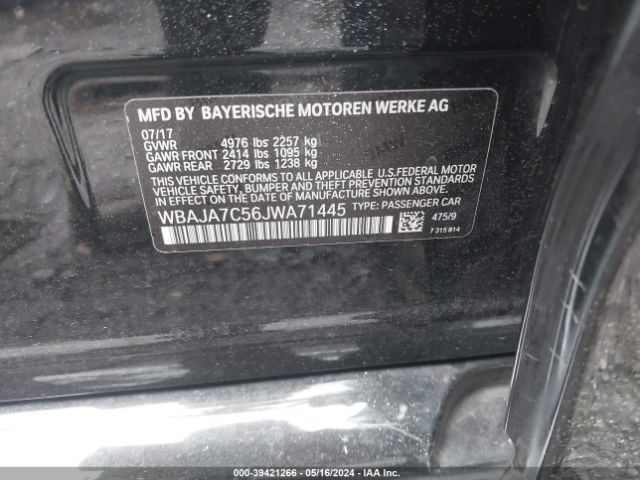 MFD BY BAYERISCHE MOTOREN WERKE AG
07/17
GVWR 4976 lbs 2257 kg
GAWR FRONT 2414 lbs 1095 kg
GAWR REAR 2729 lbs 1238 kg
THIS VEHICLE CONFORMS TO ALL APPLICABLE U.S.FEDERAL MOTOR
VEHICLE SAFETY, BUMPER AND THEFT PREVENTION STANDARDS
IN EFFECT ON THE DATE OF MANUFACTURE SHOWN ABOVE.
WBAJA7C56JWA71445 TYPE: PASSENGER CAR
475/9
7 315 814
000-39421266 - 05/16/2024 - IAA Inc.